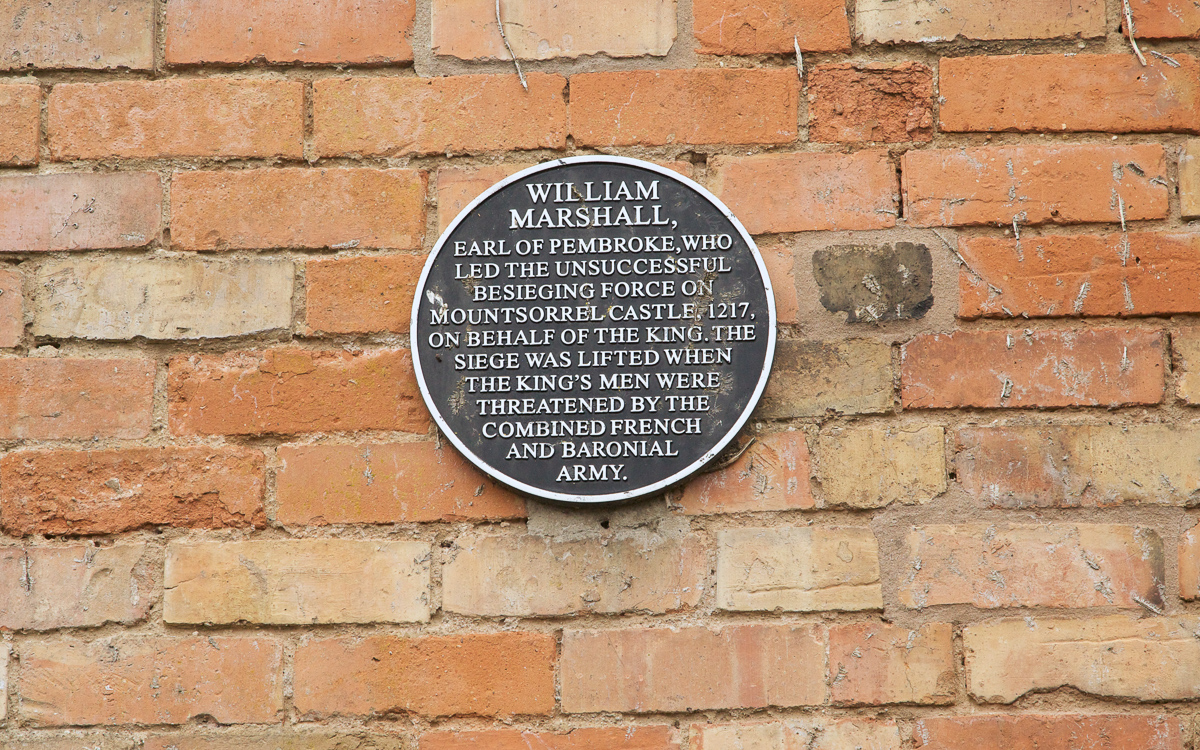 WILLIAM
MARSHALL,
EARL OF PEMBROKE, WHO
LED THE UNSUCCESSFUL
BESIEGING FORCE ON
MOUNTSORREL CASTLE, 1217,
ON BEHALF OF THE KING. THE
SIEGE WAS LIFTED WHEN
THE KING'S MEN WERE
THREATENED BY THE
COMBINED FRENCH
AND BARONIAL
ARMY.